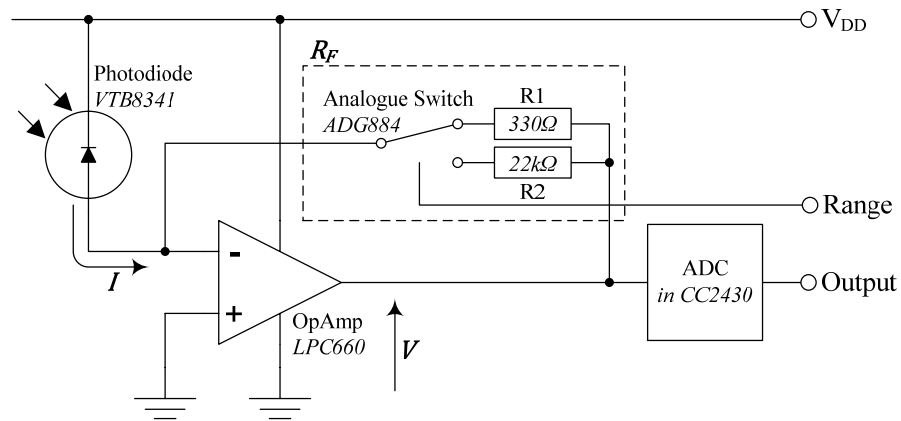 V_DD
R_F
Photodiode
VTB8341
Analogue Switch
ADG884
R1
330Ω
22kΩ
R2
Range
-
+
I
OpAmp
LPC660
V
ADC
in CC2430
Output